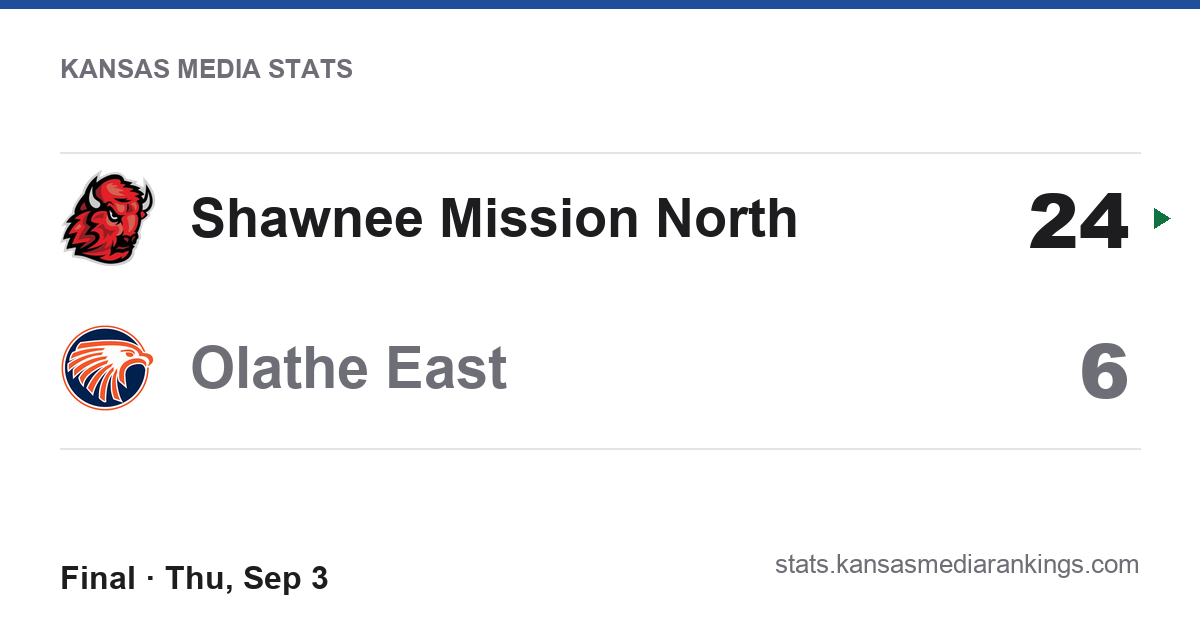 KANSAS MEDIA STATS
Shawnee Mission North 24
Olathe East 6
Final · Thu, Sep 3
stats.kansasmediarankings.com